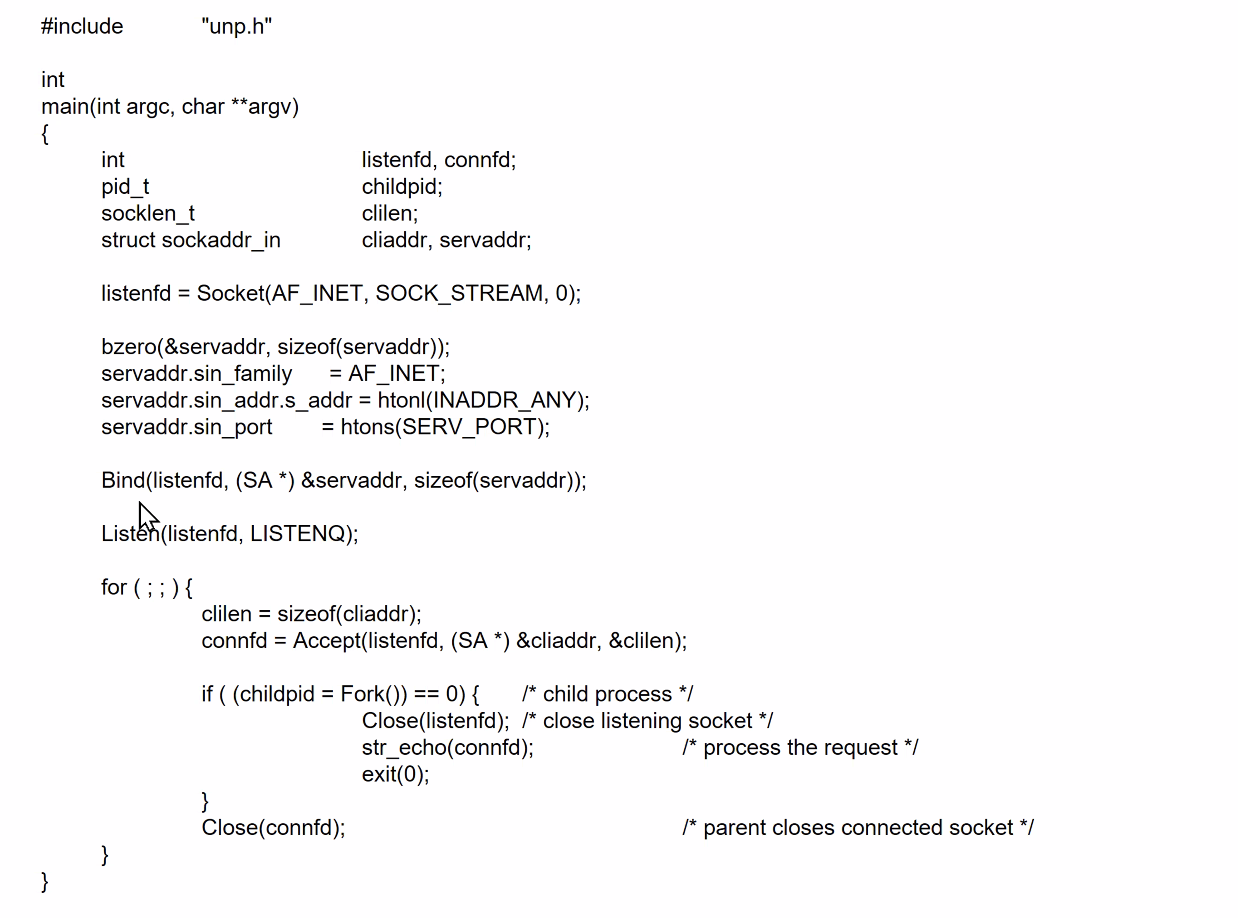 #include "unp.h"
int
main(int argc, char **argv)
{
int listenfd, connfd;
pid_t childpid;
socklen_t clilen;
struct sockaddr_in cliaddr, servaddr;
listenfd = Socket(AF_INET, SOCK_STREAM, 0);
bzero(&servaddr, sizeof(servaddr));
servaddr.sin_family = AF_INET;
servaddr.sin_addr.s_addr = htonl(INADDR_ANY);
servaddr.sin_port = htons(SERV_PORT);
Bind(listenfd, (SA *) &servaddr, sizeof(servaddr));
Listen(listenfd, LISTENQ);
for ( ; ; ) {
clilen = sizeof(cliaddr);
connfd = Accept(listenfd, (SA *) &cliaddr, &clilen);
if ( (childpid = Fork()) == 0) { /* child process */
Close(listenfd); /* close listening socket */
str_echo(connfd); /* process the request */
exit(0);
}
Close(connfd); /* parent closes connected socket */
}
}